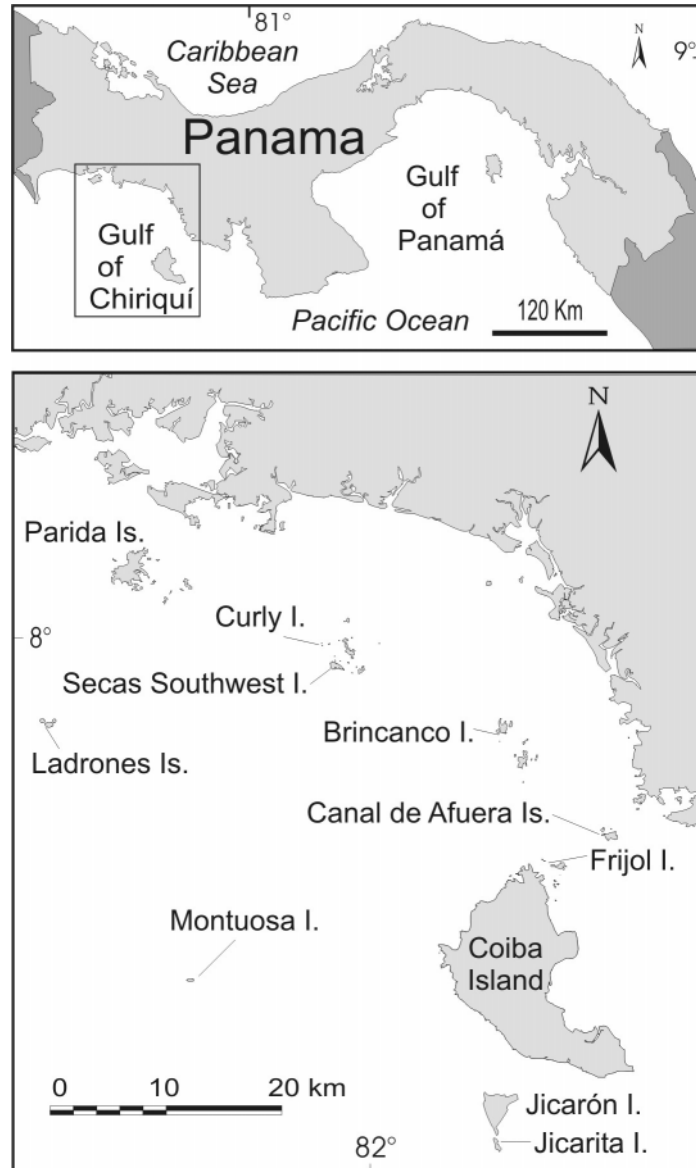 81°
Caribbean
Sea
N
9°
Panama
Gulf
of
Panamá
Gulf
of
Chiriquí
120 Km
Pacific Ocean
N
Parida Is.
Curly I.
8°
Secas Southwest I.
Brincanco I.
Ladrones Is.
Canal de Afuera Is.
Frijol I.
Montuosa I.
Coiba
Island
0 10 20 km
Jicarón I.
Jicarita I.
82°